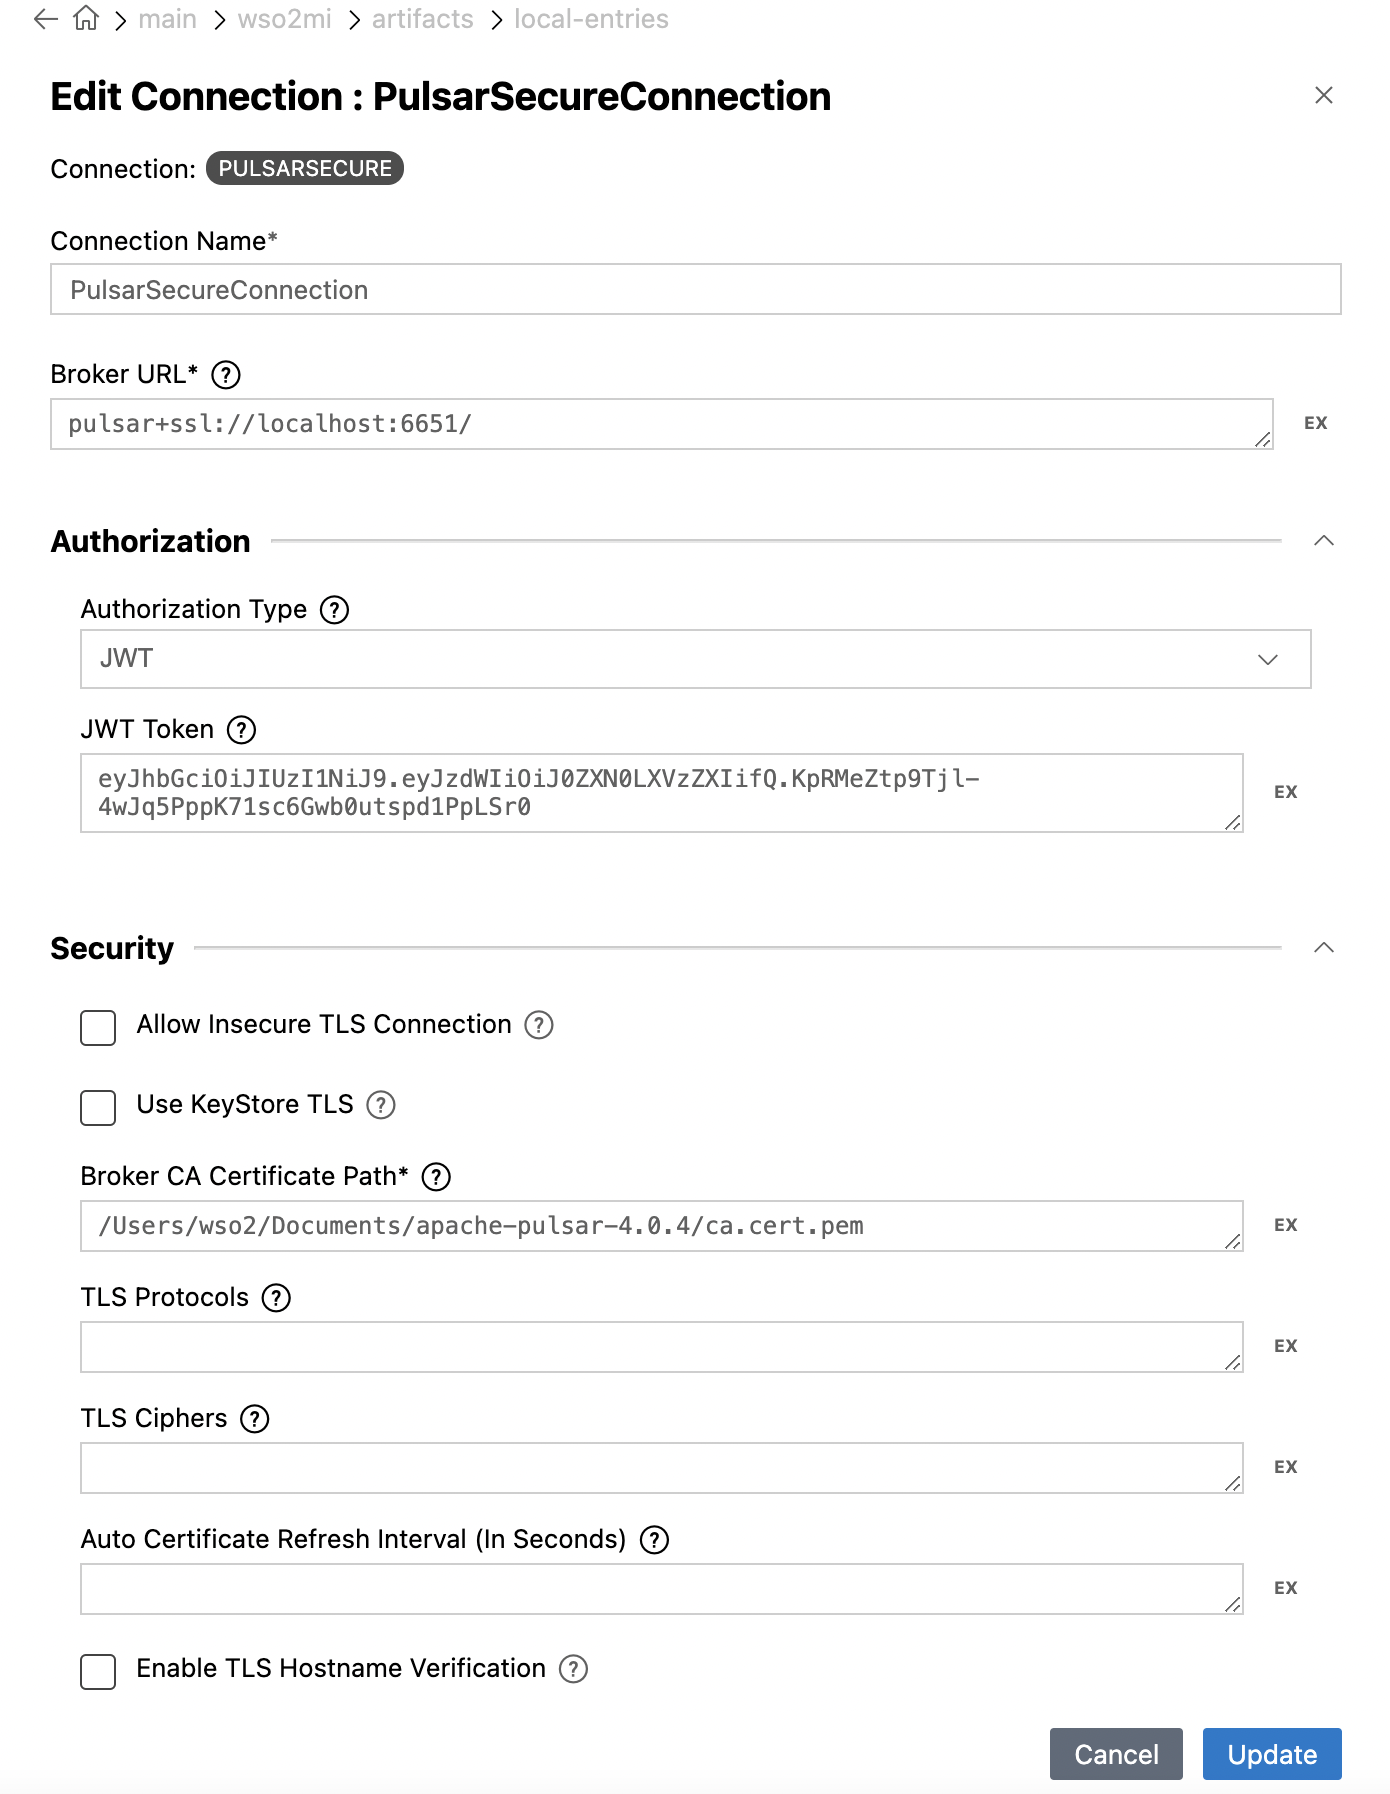 main wso2mi artifacts local-entries
Edit Connection : PulsarSecureConnection
Connection: PULSARSECURE
Connection Name*
PulsarSecureConnection
Broker URL* ?
pulsar+ssl://localhost:6651/ EX
Authorization
Authorization Type ?
JWT
JWT Token ?
eyJhbGciOiJIUzI1NiJ9.eyJzdWIiOiJ0ZXN0LXVzZXIifQ.KpRMeZtp9Tjl-
4wJq5PppK71sc6Gwb0utspd1PpLSr0
EX
Security
Allow Insecure TLS Connection ?
Use KeyStore TLS ?
Broker CA Certificate Path* ?
/Users/wso2/Documents/apache-pulsar-4.0.4/ca.cert.pem EX
TLS Protocols ?
EX
TLS Ciphers ?
EX
Auto Certificate Refresh Interval (In Seconds) ?
EX
Enable TLS Hostname Verification ?
Cancel Update